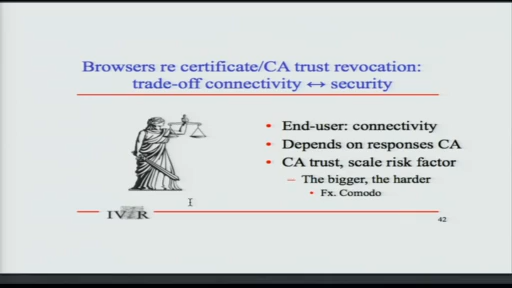 Browsers re certificate/CA trust revocation:
trade-off connectivity ↔ security
• End-user: connectivity
• Depends on responses CA
• CA trust, scale risk factor
– The bigger, the harder
• Fx. Comodo
42